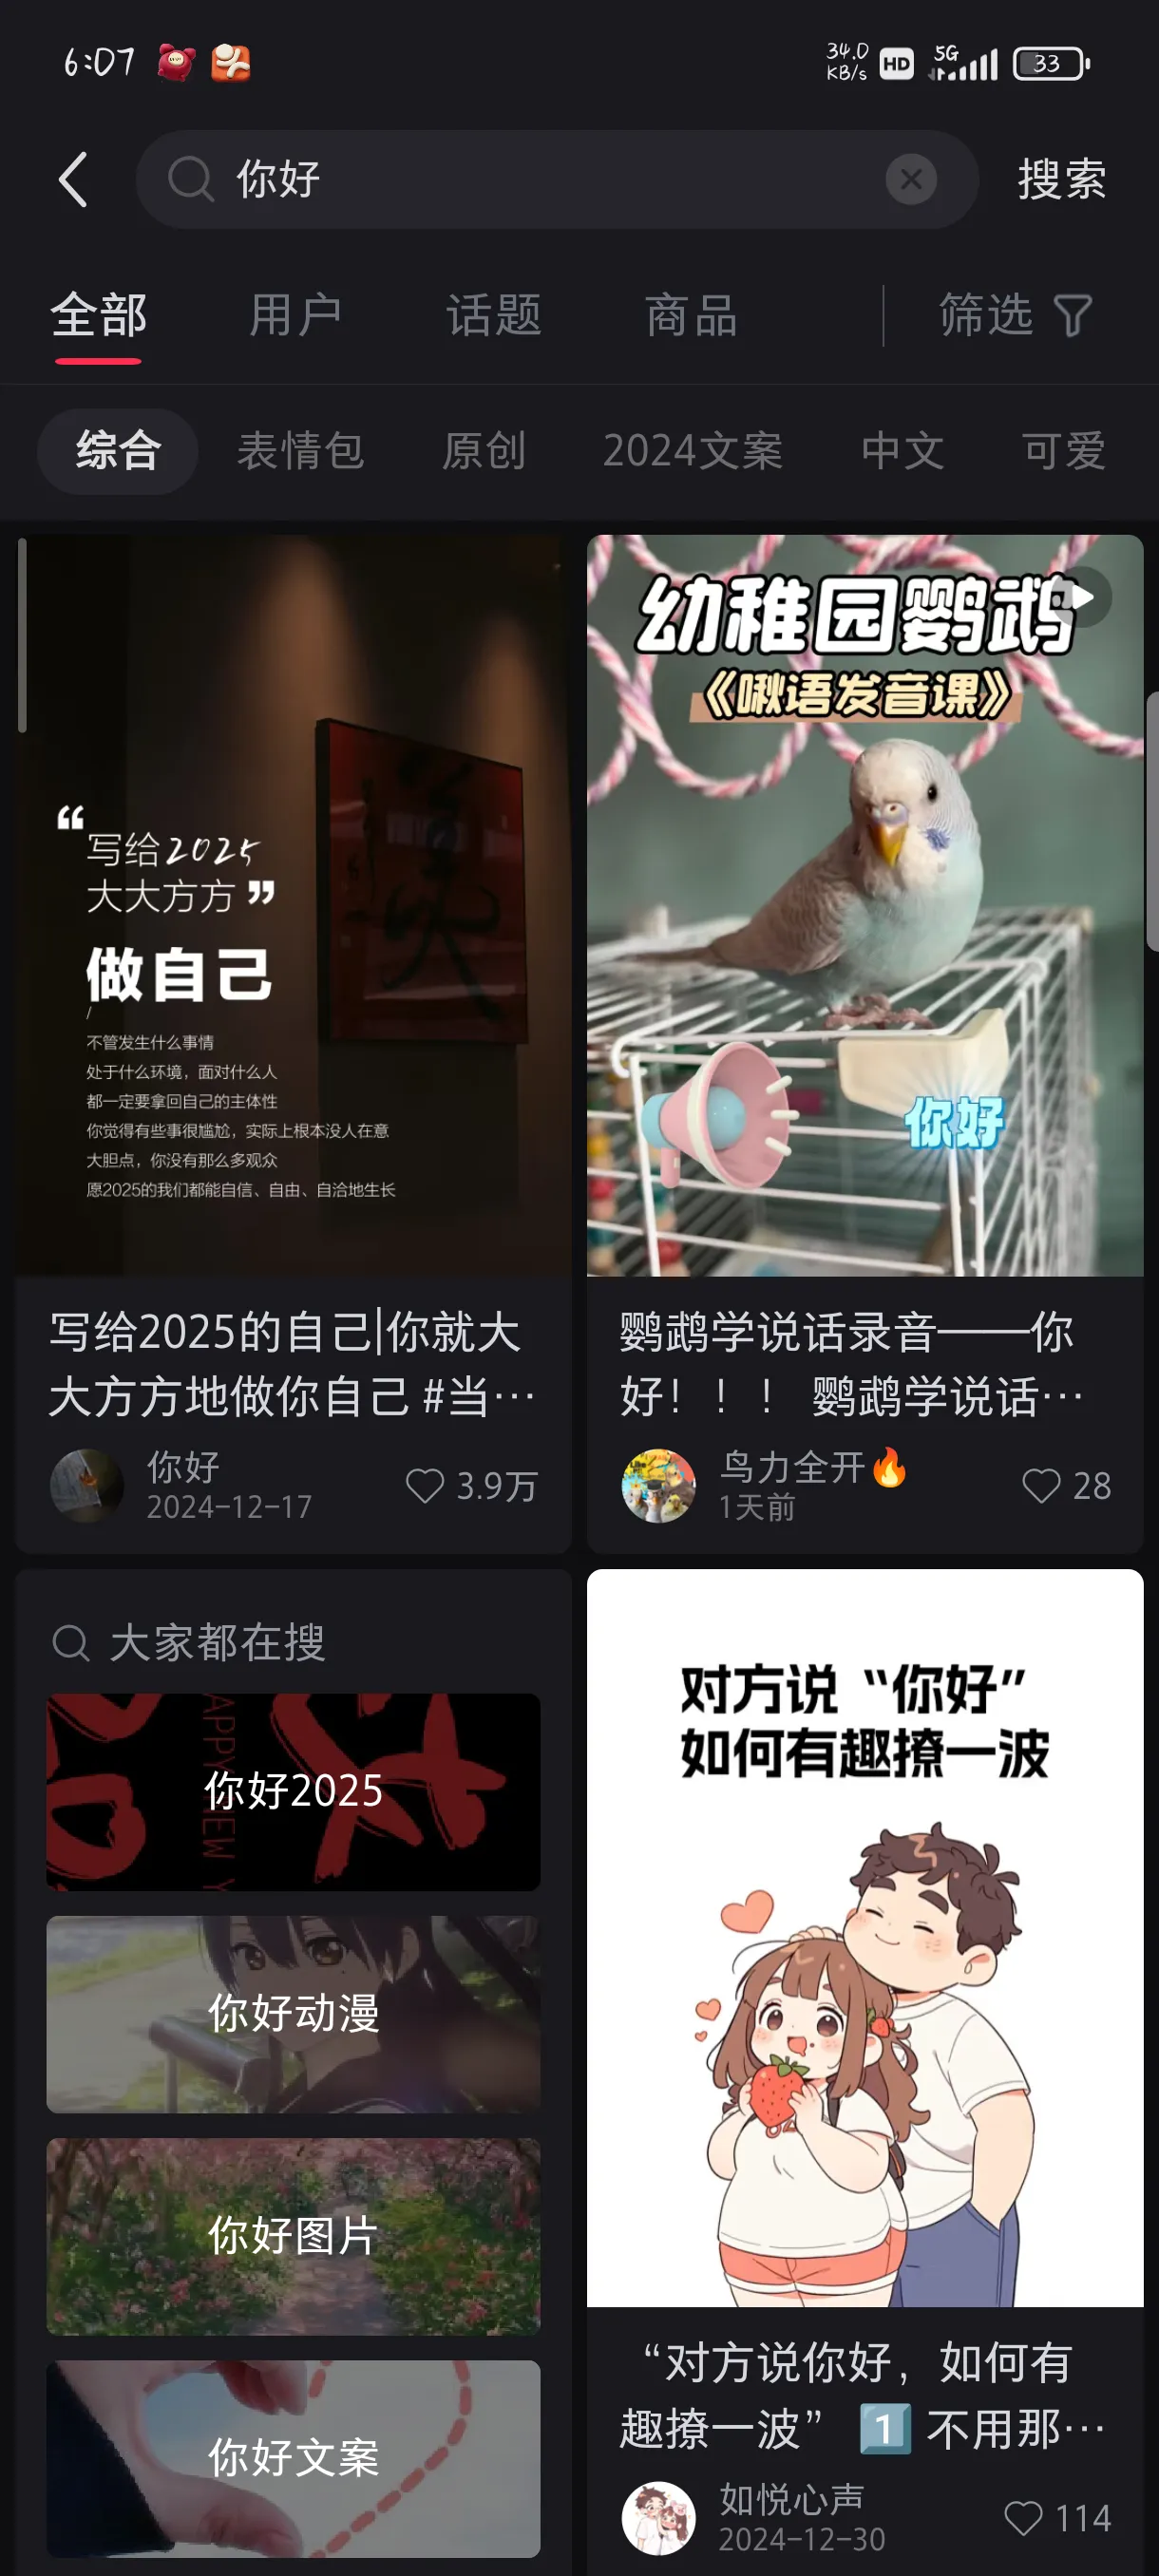 6:07
34.0
KB/s
HD
5G
33
你好
搜索
全部
用户
话题
商品
筛选
综合
表情包
原创
2024文案
中文
可爱
“写给2025
大大方方”
做自己
/
不管发生什么事情
处于什么环境，面对什么人
都一定要拿回自己的主体性
你觉得有些事很尴尬，实际上根本没人在意
大胆点，你没有那么多观众
愿2025的我们都能自信、自由、自洽地生长
写给2025的自己|你就大
大方方地做你自己 #当…
你好
2024-12-17
3.9万
幼稚园鹦鹉
《啾语发音课》
你好
鹦鹉学说话录音——你
好！！！ 鹦鹉学说话…
鸟力全开🔥
1天前
28
大家都在搜
你好2025
你好动漫
你好图片
你好文案
对方说“你好”
如何有趣撩一波
“对方说你好，如何有
趣撩一波” 1️⃣ 不用那…
如悦心声
2024-12-30
114